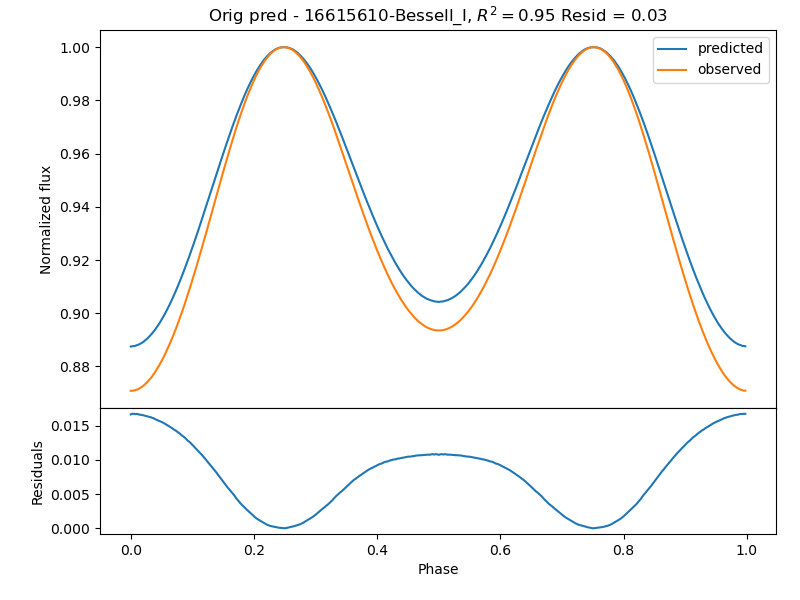 Orig pred - 16615610-Bessell_I, R² = 0.95 Resid = 0.03
predicted
observed
Normalized flux
1.00
0.98
0.96
0.94
0.92
0.90
0.88
Residuals
0.015
0.010
0.005
0.000
0.0 0.2 0.4 0.6 0.8 1.0
Phase